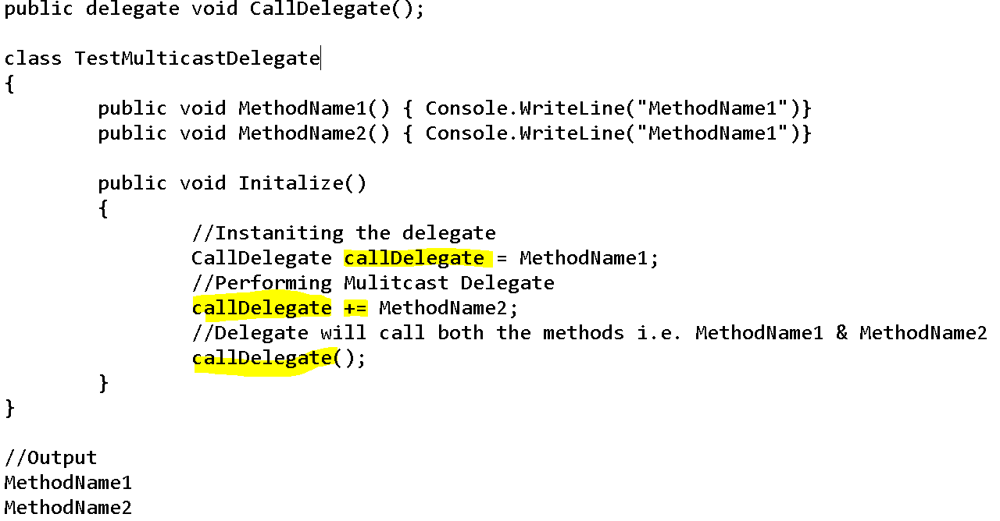 public delegate void CallDelegate();
class TestMulticastDelegate
{
public void MethodName1() { Console.WriteLine("MethodName1")}
public void MethodName2() { Console.WriteLine("MethodName1")}
public void Initalize()
{
//Instaniting the delegate
CallDelegate callDelegate = MethodName1;
//Performing Mulitcast Delegate
callDelegate += MethodName2;
//Delegate will call both the methods i.e. MethodName1 & MethodName2
callDelegate();
}
}
//Output
MethodName1
MethodName2